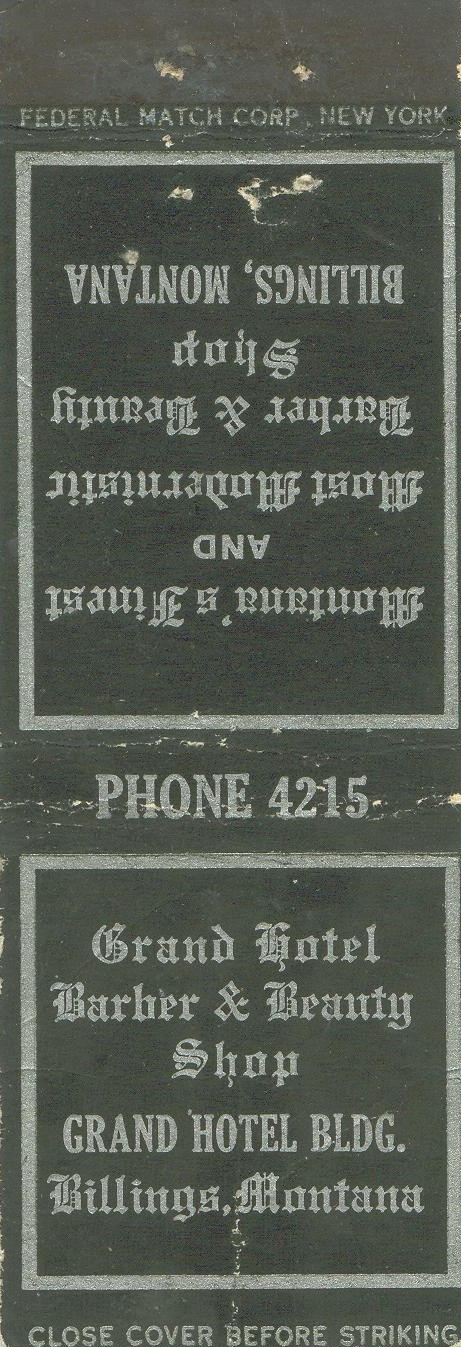 FEDERAL MATCH CORP., NEW YORK
Montana's Finest
AND
Most Modernistic
Barber & Beauty
Shop
BILLINGS, MONTANA
PHONE 4215
Grand Hotel
Barber & Beauty
Shop
GRAND HOTEL BLDG.
Billings, Montana
CLOSE COVER BEFORE STRIKING